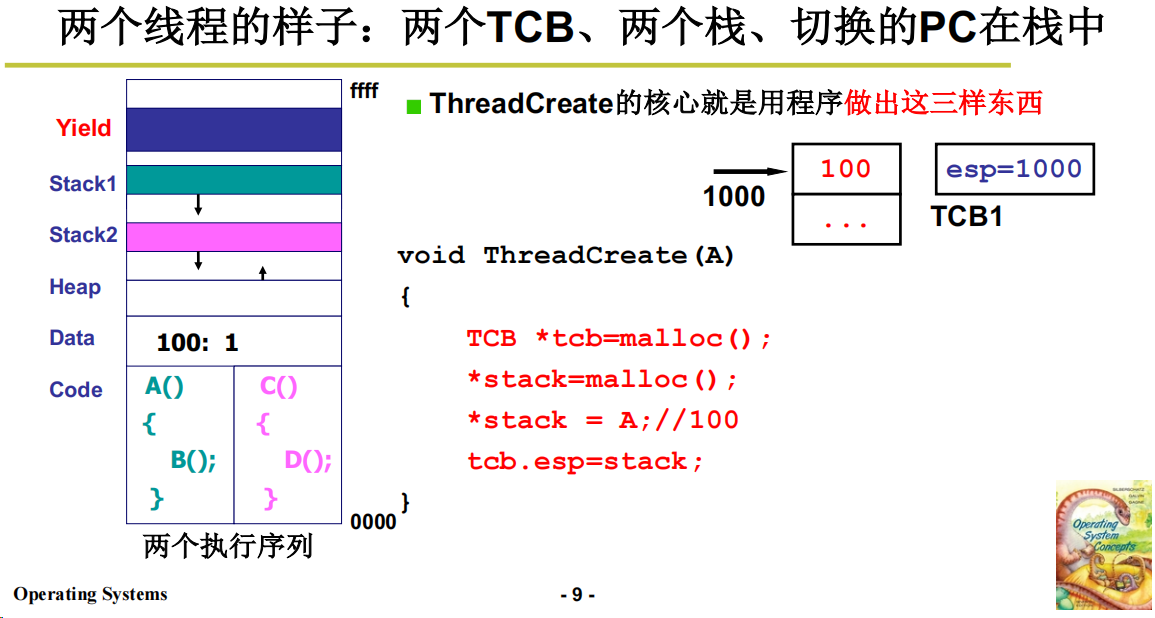 两个线程的样子：两个TCB、两个栈、切换的PC在栈中
ffff
Yield
Stack1
Stack2
Heap
Data
100: 1
Code
A()
{
B();
}
C()
{
D();
}
0000
两个执行序列
ThreadCreate的核心就是用程序做出这三样东西
1000
100
...
esp=1000
TCB1
void ThreadCreate(A)
{
TCB *tcb=malloc();
*stack=malloc();
*stack = A;//100
tcb.esp=stack;
}
SILBERSCHATZ
GALVIN
GAGNE
Operating
System
Concepts
Operating Systems
- 9 -